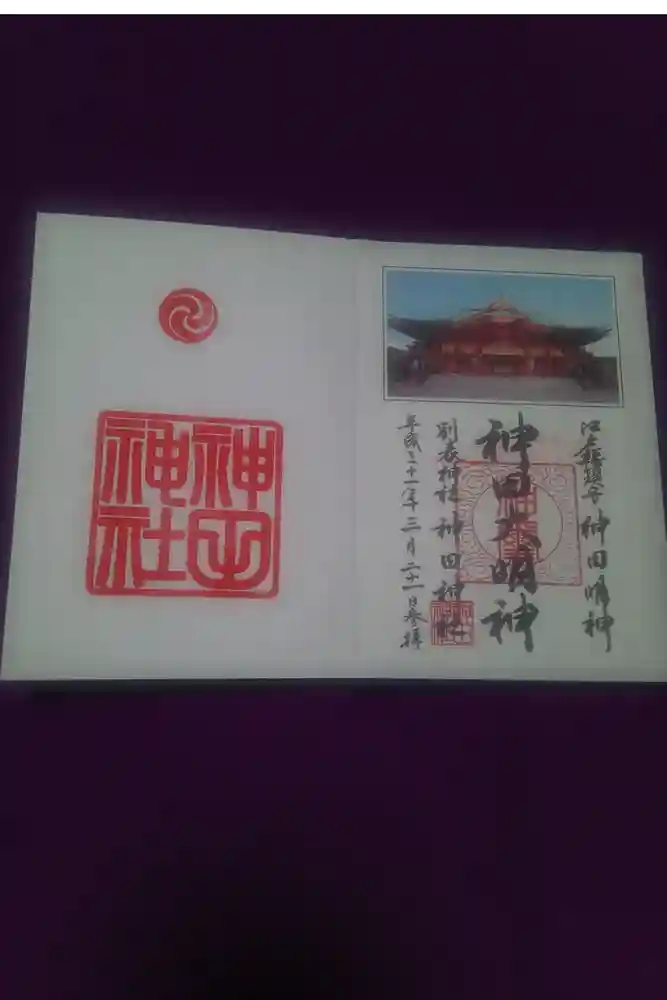 江戸総鎮守 神田明神
神田大明神
別表神社 神田神社
平成二十一年十二月二十一日参拝
神田
神社